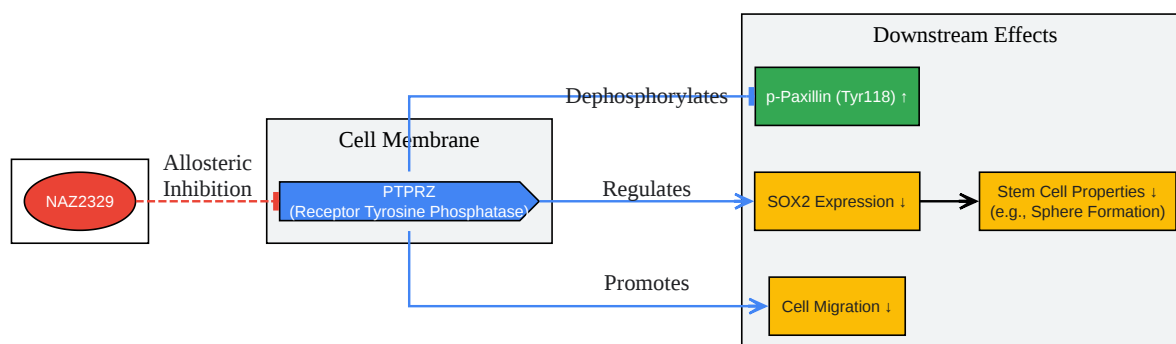 Downstream Effects
Dephosphorylates
p-Paxillin (Tyr118) ↑
Cell Membrane
Allosteric
Inhibition
NAZ2329
PTPRZ
(Receptor Tyrosine Phosphatase)
Regulates
SOX2 Expression ↓
Stem Cell Properties ↓
(e.g., Sphere Formation)
Promotes
Cell Migration ↓